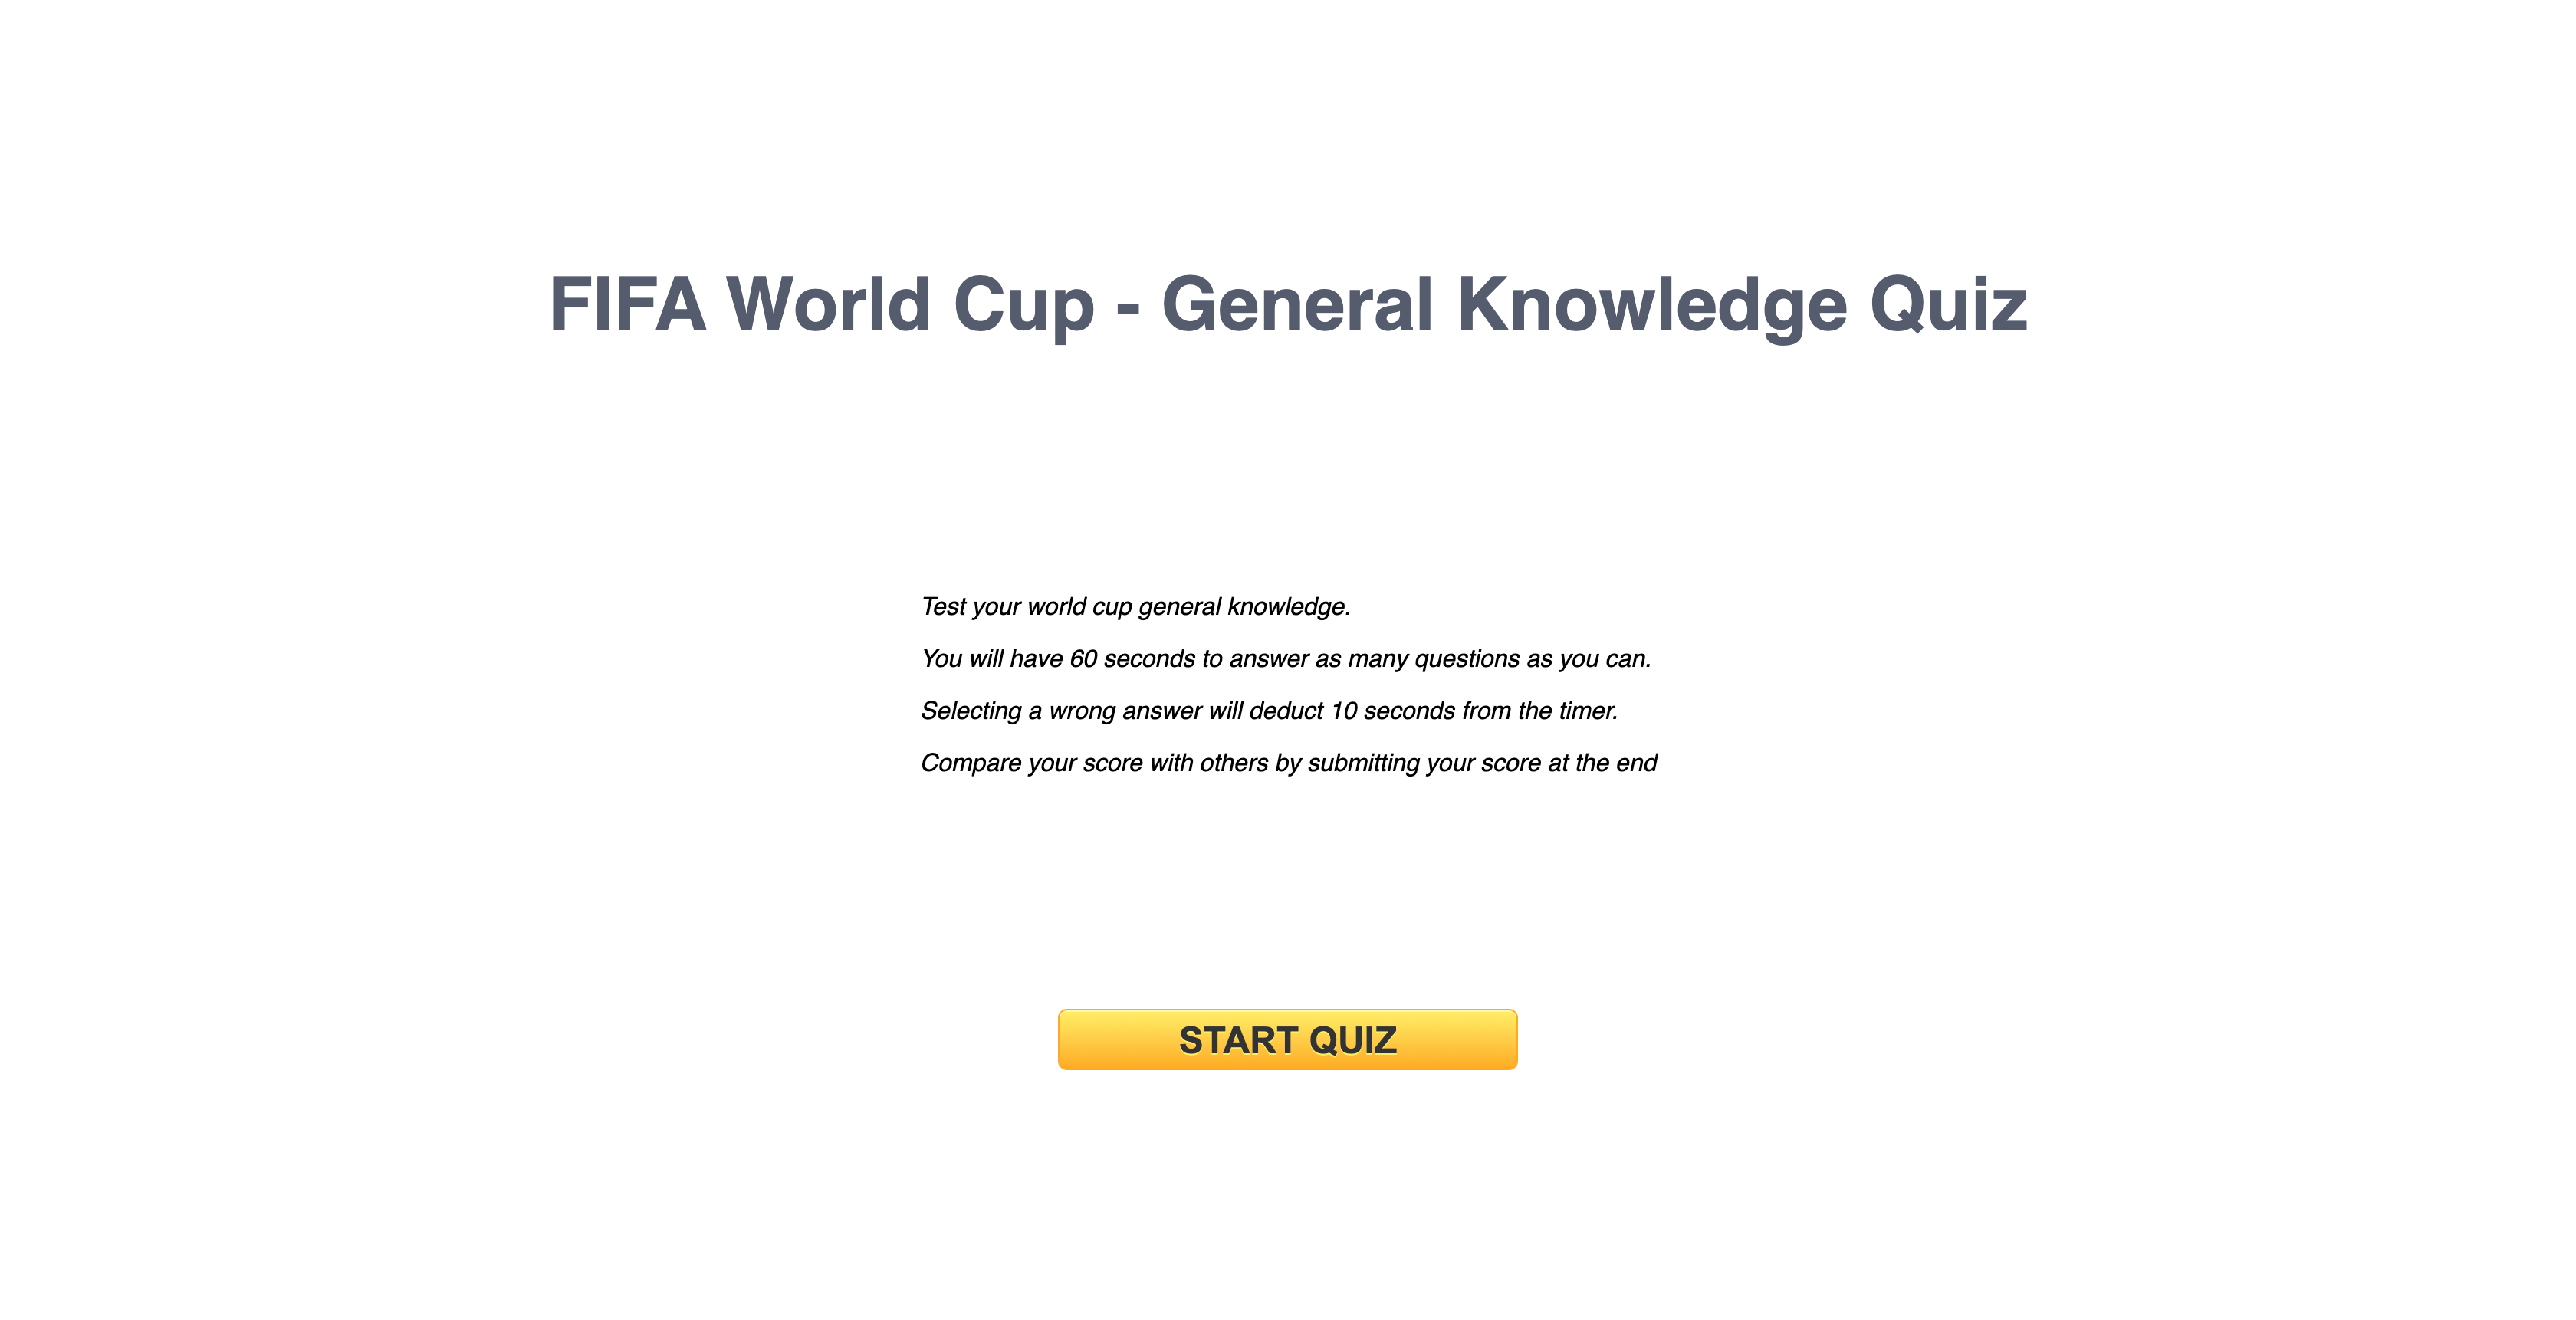 FIFA World Cup - General Knowledge Quiz
Test your world cup general knowledge.
You will have 60 seconds to answer as many questions as you can.
Selecting a wrong answer will deduct 10 seconds from the timer.
Compare your score with others by submitting your score at the end
START QUIZ